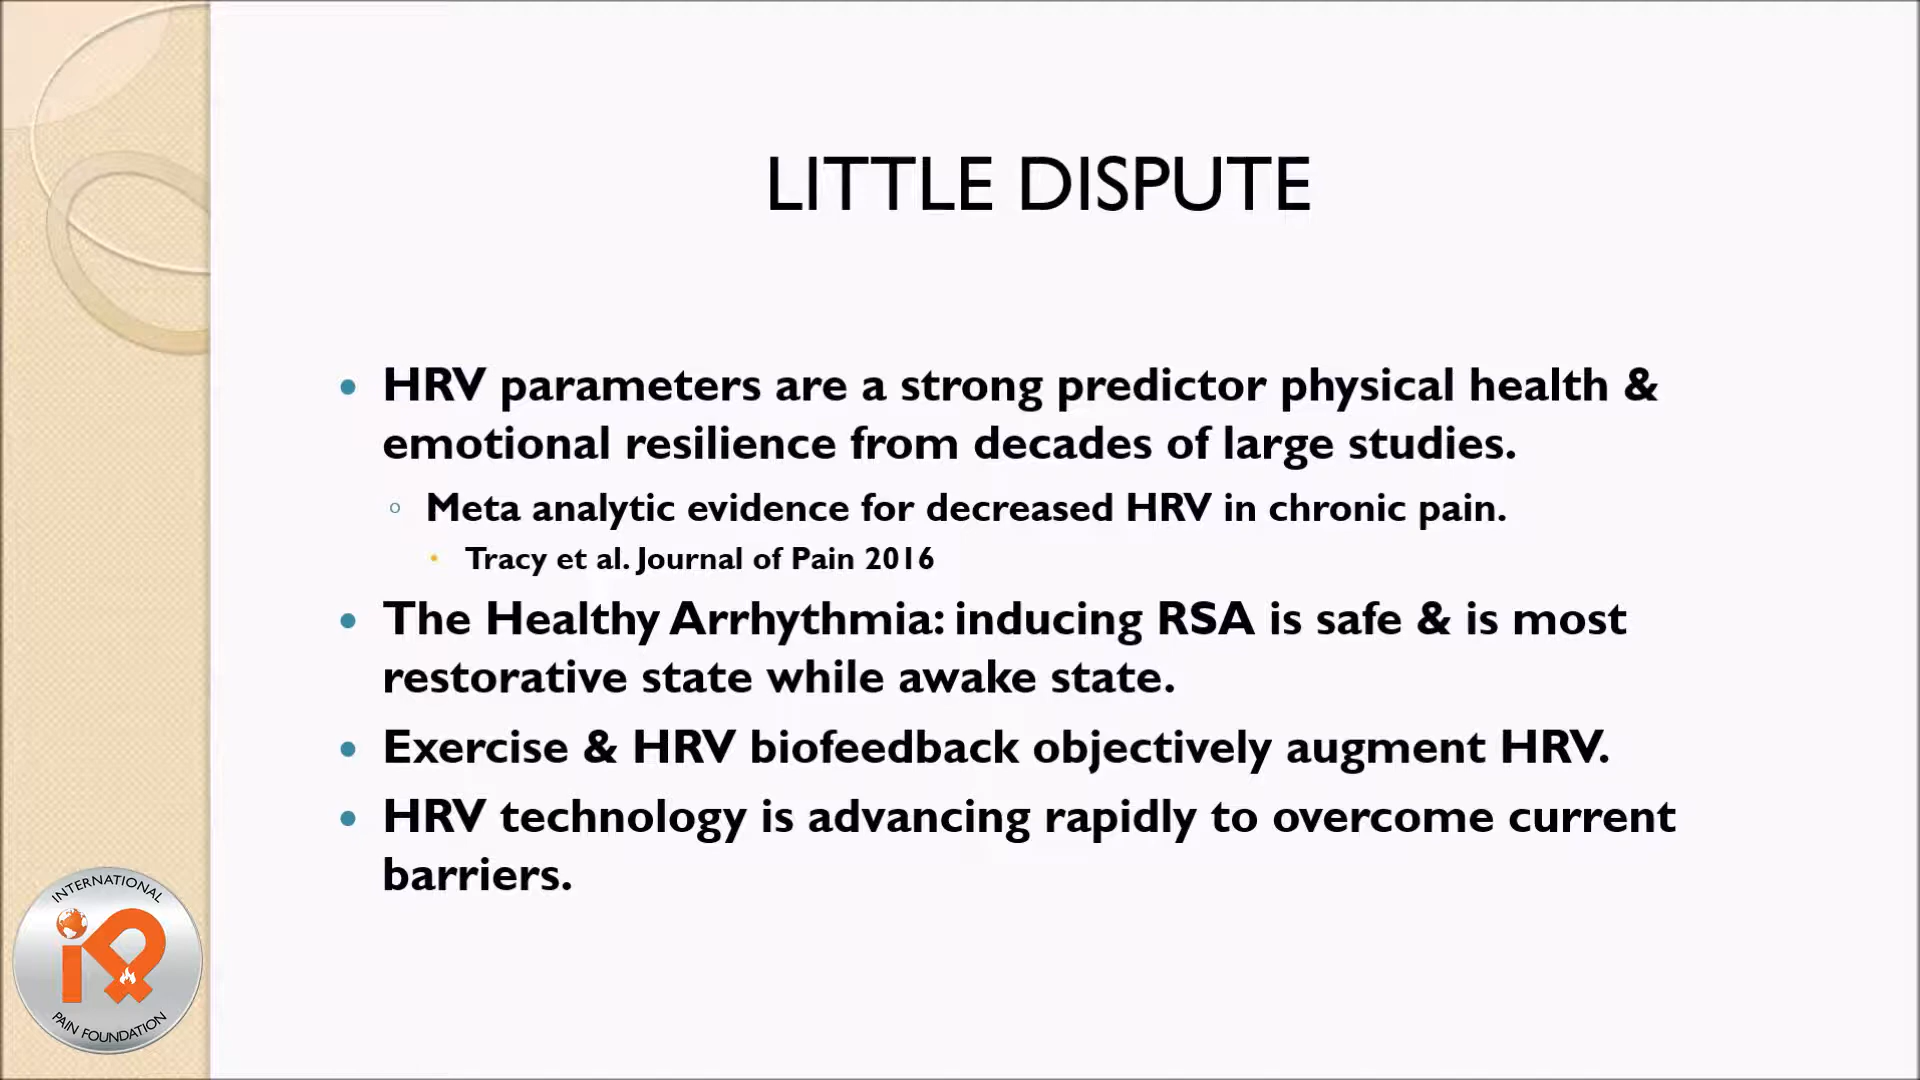 LITTLE DISPUTE
HRV parameters are a strong predictor physical health &
emotional resilience from decades of large studies.
Meta analytic evidence for decreased HRV in chronic pain.
Tracy et al. Journal of Pain 2016
The Healthy Arrhythmia: inducing RSA is safe & is most
restorative state while awake state.
Exercise & HRV biofeedback objectively augment HRV.
HRV technology is advancing rapidly to overcome current
barriers.
INTERNATIONAL
iP
PAIN FOUNDATION